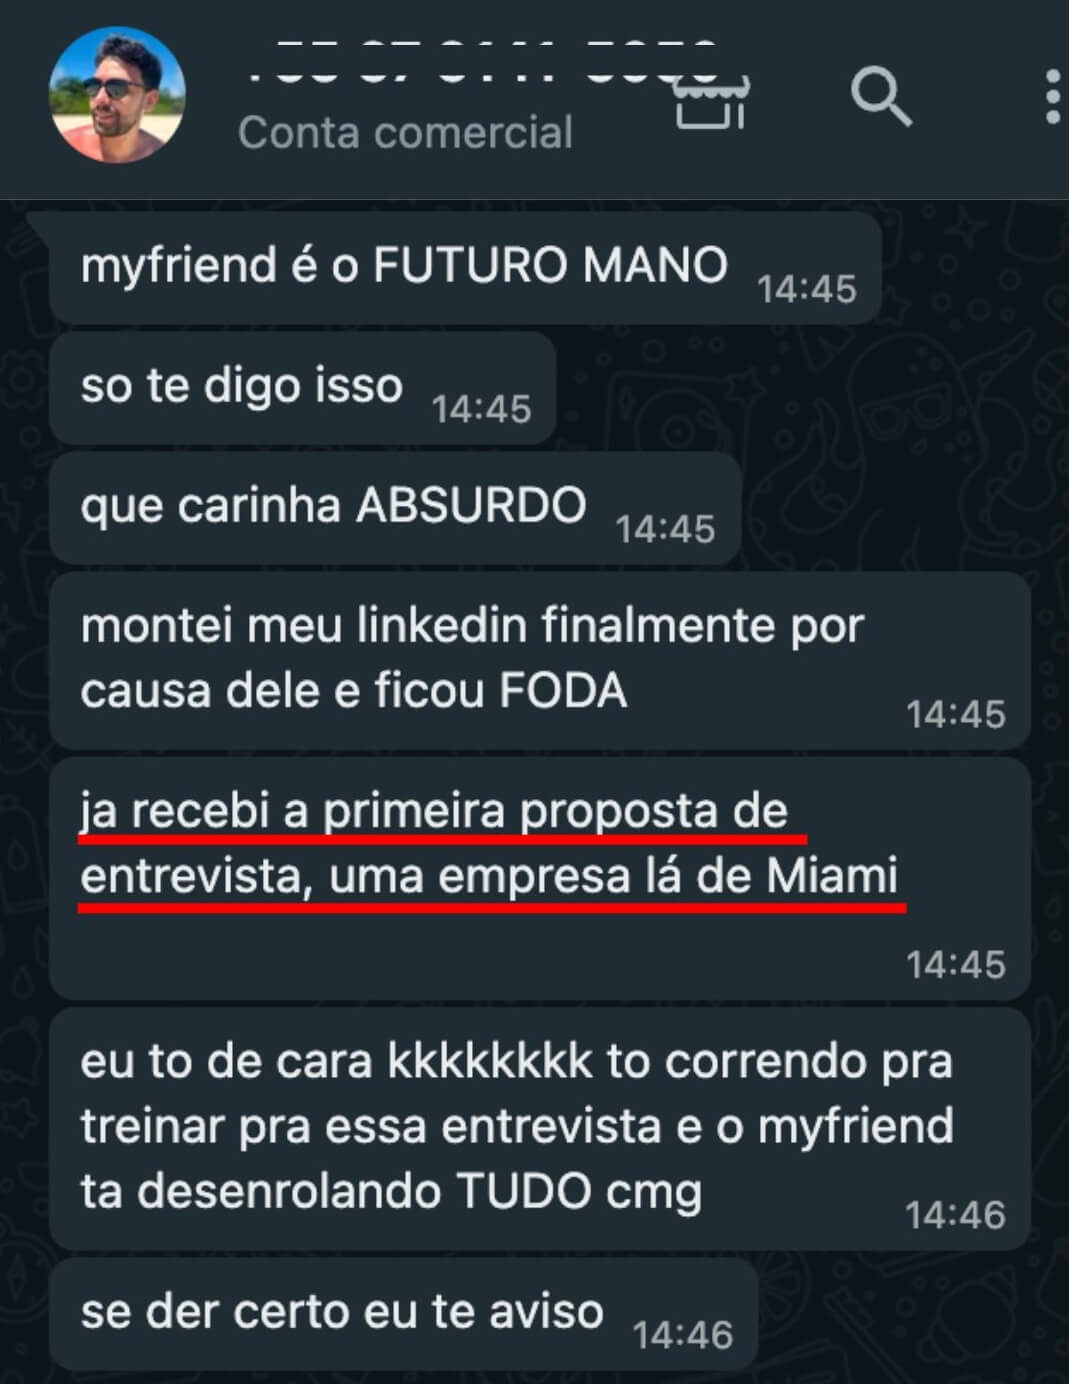 Conta comercial
myfriend é o FUTURO MANO 14:45
so te digo isso 14:45
que carinha ABSURDO 14:45
montei meu linkedin finalmente por
causa dele e ficou FODA
14:45
ja recebi a primeira proposta de
entrevista, uma empresa lá de Miami
14:45
eu to de cara kkkkkkkk to correndo pra
treinar pra essa entrevista e o myfriend
ta desenrolando TUDO cmg
14:46
se der certo eu te aviso 14:46